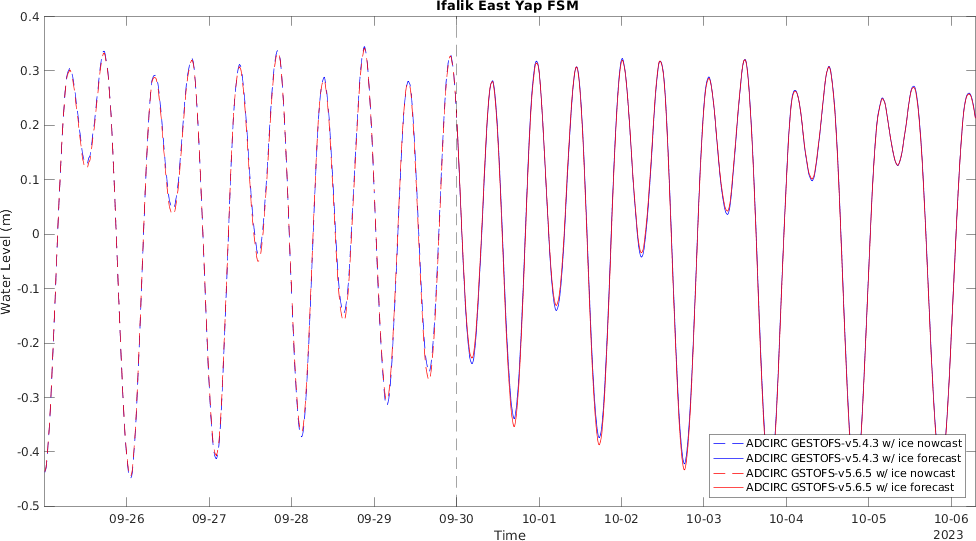 Ifalik East Yap FSM
0.4
0.3
0.2
0.1
0
-0.1
-0.2
-0.3
-0.4
-0.5
Water Level (m)
ADCIRC GESTOFS-v5.4.3 w/ ice nowcast
ADCIRC GESTOFS-v5.4.3 w/ ice forecast
ADCIRC GSTOFS-v5.6.5 w/ ice nowcast
ADCIRC GSTOFS-v5.6.5 w/ ice forecast
09-26 09-27 09-28 09-29 09-30 10-01 10-02 10-03 10-04 10-05 10-06
2023
Time